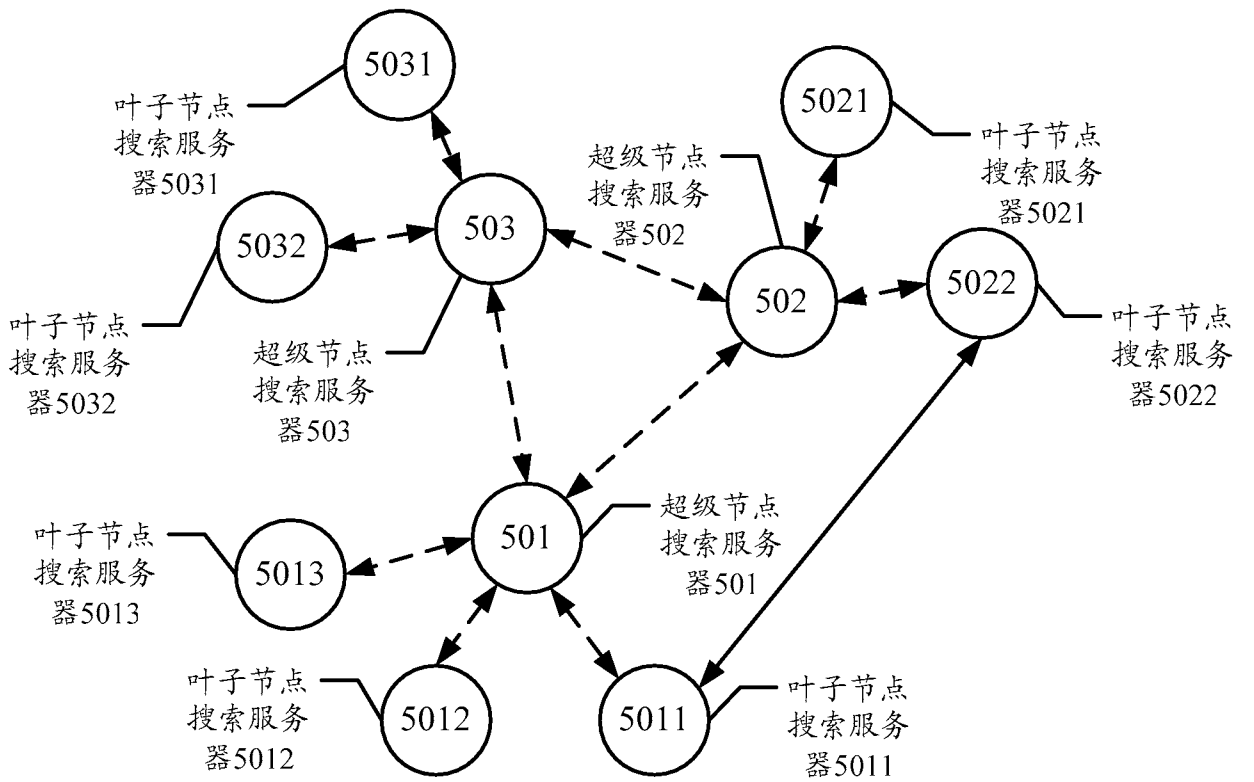 5031
叶子节点
搜索服务
器5031
5021
叶子节点
搜索服务
器5021
超级节点
搜索服务
器502
503
5032
502
5022
叶子节点
搜索服务
器5032
超级节点
搜索服务
器503
叶子节点
搜索服务
器5022
叶子节点
搜索服务
器5013
5013
501
超级节点
搜索服务
器501
叶子节点
搜索服务
器5012
5012
5011
叶子节点
搜索服务
器5011